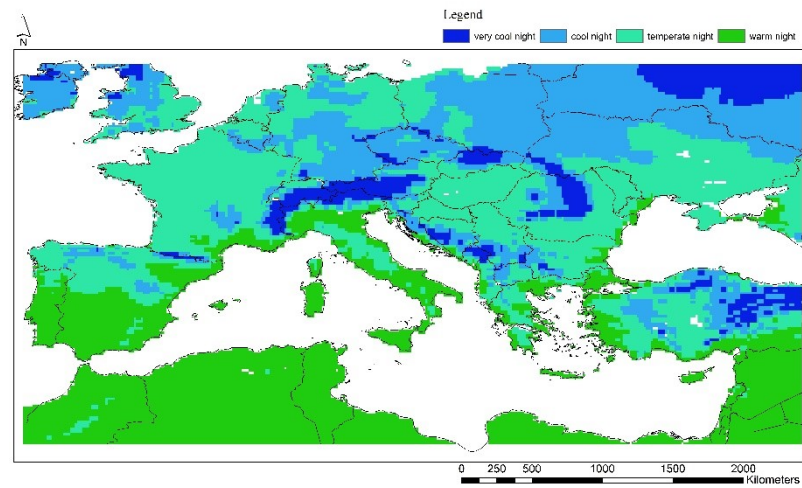 Legend
N
very cool night cool night temperate night warm night
0 250 500 1000 1500 2000
Kilometers